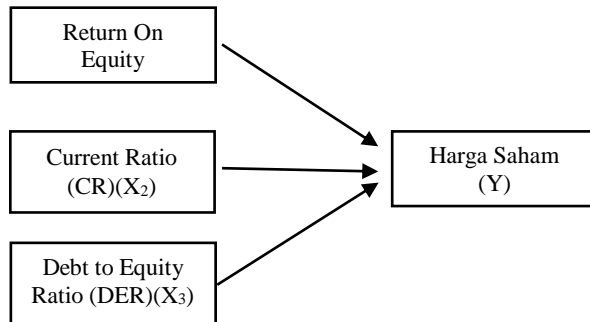 Return On
Equity
Current Ratio
(CR)(X₂)
Harga Saham
(Y)
Debt to Equity
Ratio (DER)(X₃)